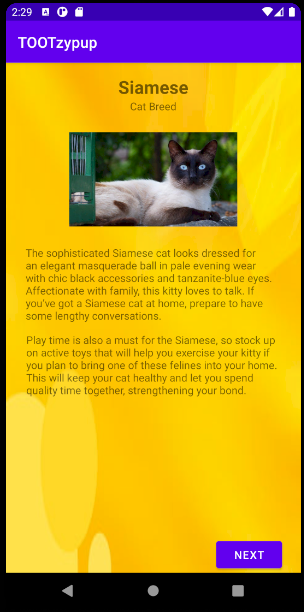 2:29
TOOTzypup
Siamese
Cat Breed
The sophisticated Siamese cat looks dressed for
an elegant masquerade ball in pale evening wear
with chic black accessories and tanzanite-blue eyes.
Affectionate with family, this kitty loves to talk. If
you've got a Siamese cat at home, prepare to have
some lengthy conversations.
Play time is also a must for the Siamese, so stock up
on active toys that will help you exercise your kitty if
you plan to bring one of these felines into your home.
This will keep your cat healthy and let you spend
quality time together, strengthening your bond.
NEXT